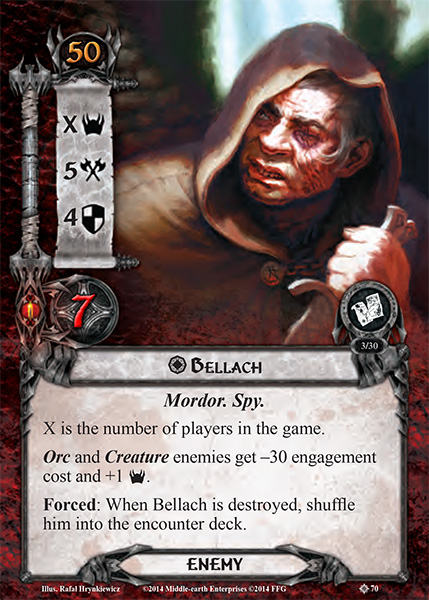 50
X
5
4
7
3/30
BELLACH
Mordor. Spy.
X is the number of players in the game.
Orc and Creature enemies get –30 engagement
cost and +1 .
Forced: When Bellach is destroyed, shuffle
him into the encounter deck.
ENEMY
Illus. Rafał Hrynkiewicz ©2014 Middle-earth Enterprises ©2014 FFG 70